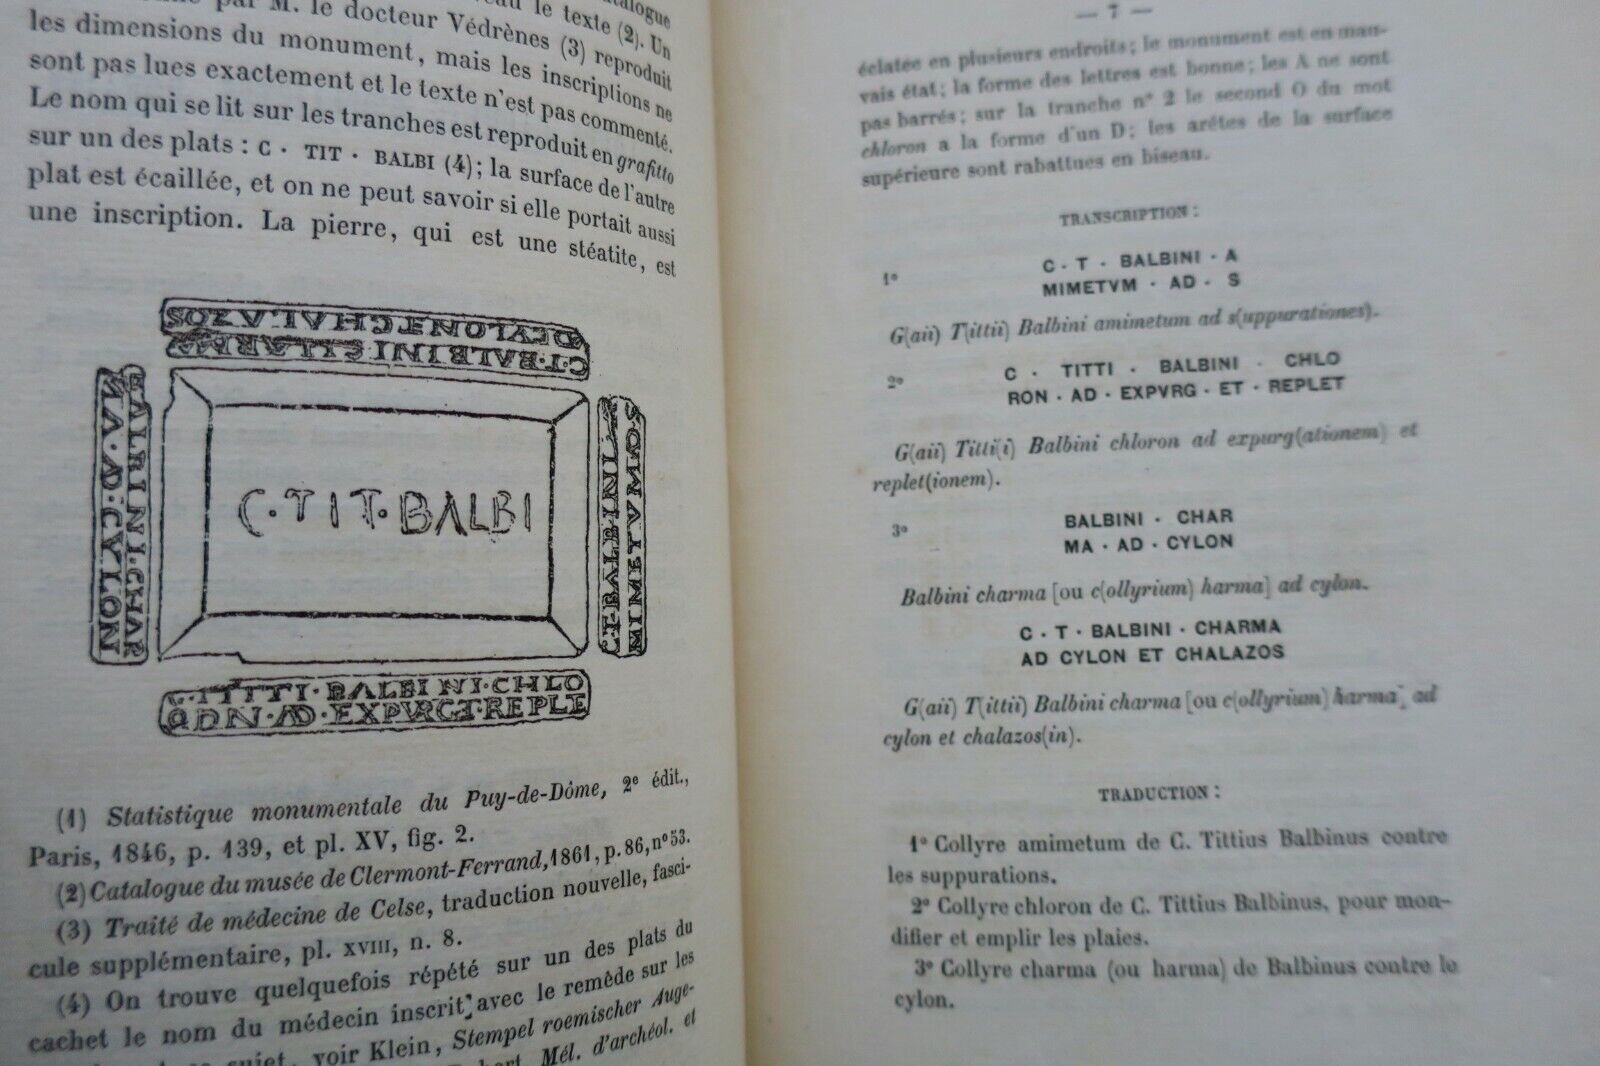 par M. le docteur Védrènes (3) reproduit
le texte (2). Un
les dimensions du monument, mais les inscriptions ne
sont pas lues exactement et le texte n'est pas commenté.
Le nom qui se lit sur les tranches est reproduit en grafitto
sur un des plats : C · TIT · BALBI (4); la surface de l'autre
plat est écaillée, et on ne peut savoir si elle portait aussi
une inscription. La pierre, qui est une stéatite, est
C·TIT·BALBI
C·TITTI·BALBINI·CHLO
(1) Statistique monumentale du Puy-de-Dôme, 2e édit.,
Paris, 1846, p. 139, et pl. XV, fig. 2.
(2) Catalogue du musée de Clermont-Ferrand, 1861, p. 86, n° 53.
(3) Traité de médecine de Celse, traduction nouvelle, fasci-
cule supplémentaire, pl. XVIII, n. 8.
(4) On trouve quelquefois répété sur un des plats du
cachet le nom du médecin inscrit avec le remède sur les
sujet, voir Klein, Stempel roemischer Auge-
Mél. d'archéol. et
— 7 —
éclatée en plusieurs endroits; le monument est en mau-
vais état; la forme des lettres est bonne; les A ne sont
pas barrés; sur la tranche n° 2 le second O du mot
chloron a la forme d'un D; les arêtes de la surface
supérieure sont rabattues en biseau.
TRANSCRIPTION :
1° C · T · BALBINI · A
MIMETVM · AD · S
G(aii) T(ittii) Balbini amimetum ad s(uppurationes).
2° C · TITTI · BALBINI · CHLO
RON · AD · EXPVRG · ET · REPLET
G(aii) Titti(i) Balbini chloron ad expurg(ationem) et
replet(ionem).
3° BALBINI · CHAR
MA · AD · CYLON
Balbini charma [ou c(ollyrium) harma] ad cylon.
C · T · BALBINI · CHARMA
AD CYLON ET CHALAZOS
G(aii) T(ittii) Balbini charma [ou c(ollyrium) harma] ad
cylon et chalazos(in).
TRADUCTION :
1° Collyre amimetum de C. Tittius Balbinus contre
les suppurations.
2° Collyre chloron de C. Tittius Balbinus, pour mon-
difier et emplir les plaies.
3° Collyre charma (ou harma) de Balbinus contre le
cylon.